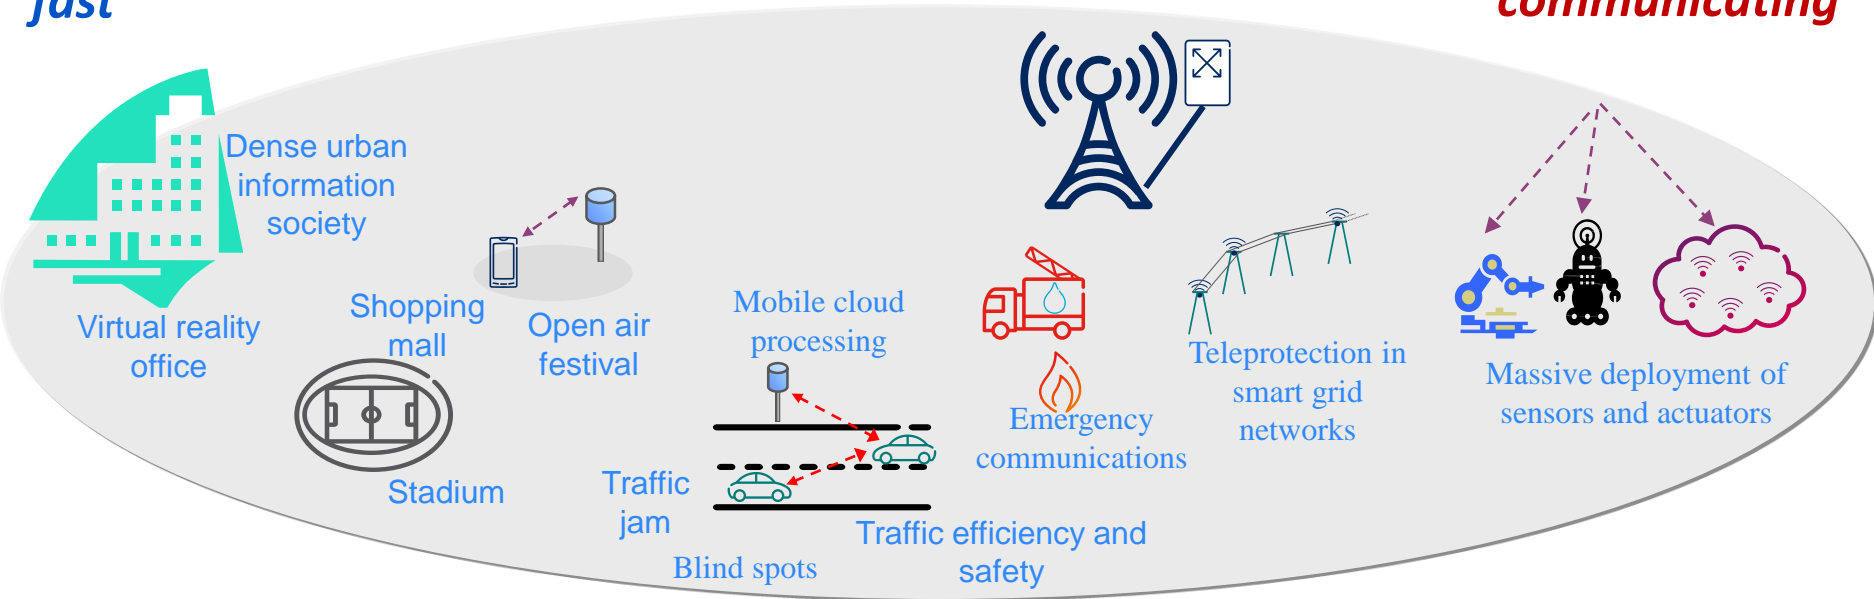 fast
communicating
Dense urban
information
society
Virtual reality
office
Shopping
mall
Open air
festival
Stadium
Mobile cloud
processing
Traffic
jam
Blind spots
Traffic efficiency and
safety
Emergency
communications
Teleprotection in
smart grid
networks
Massive deployment of
sensors and actuators